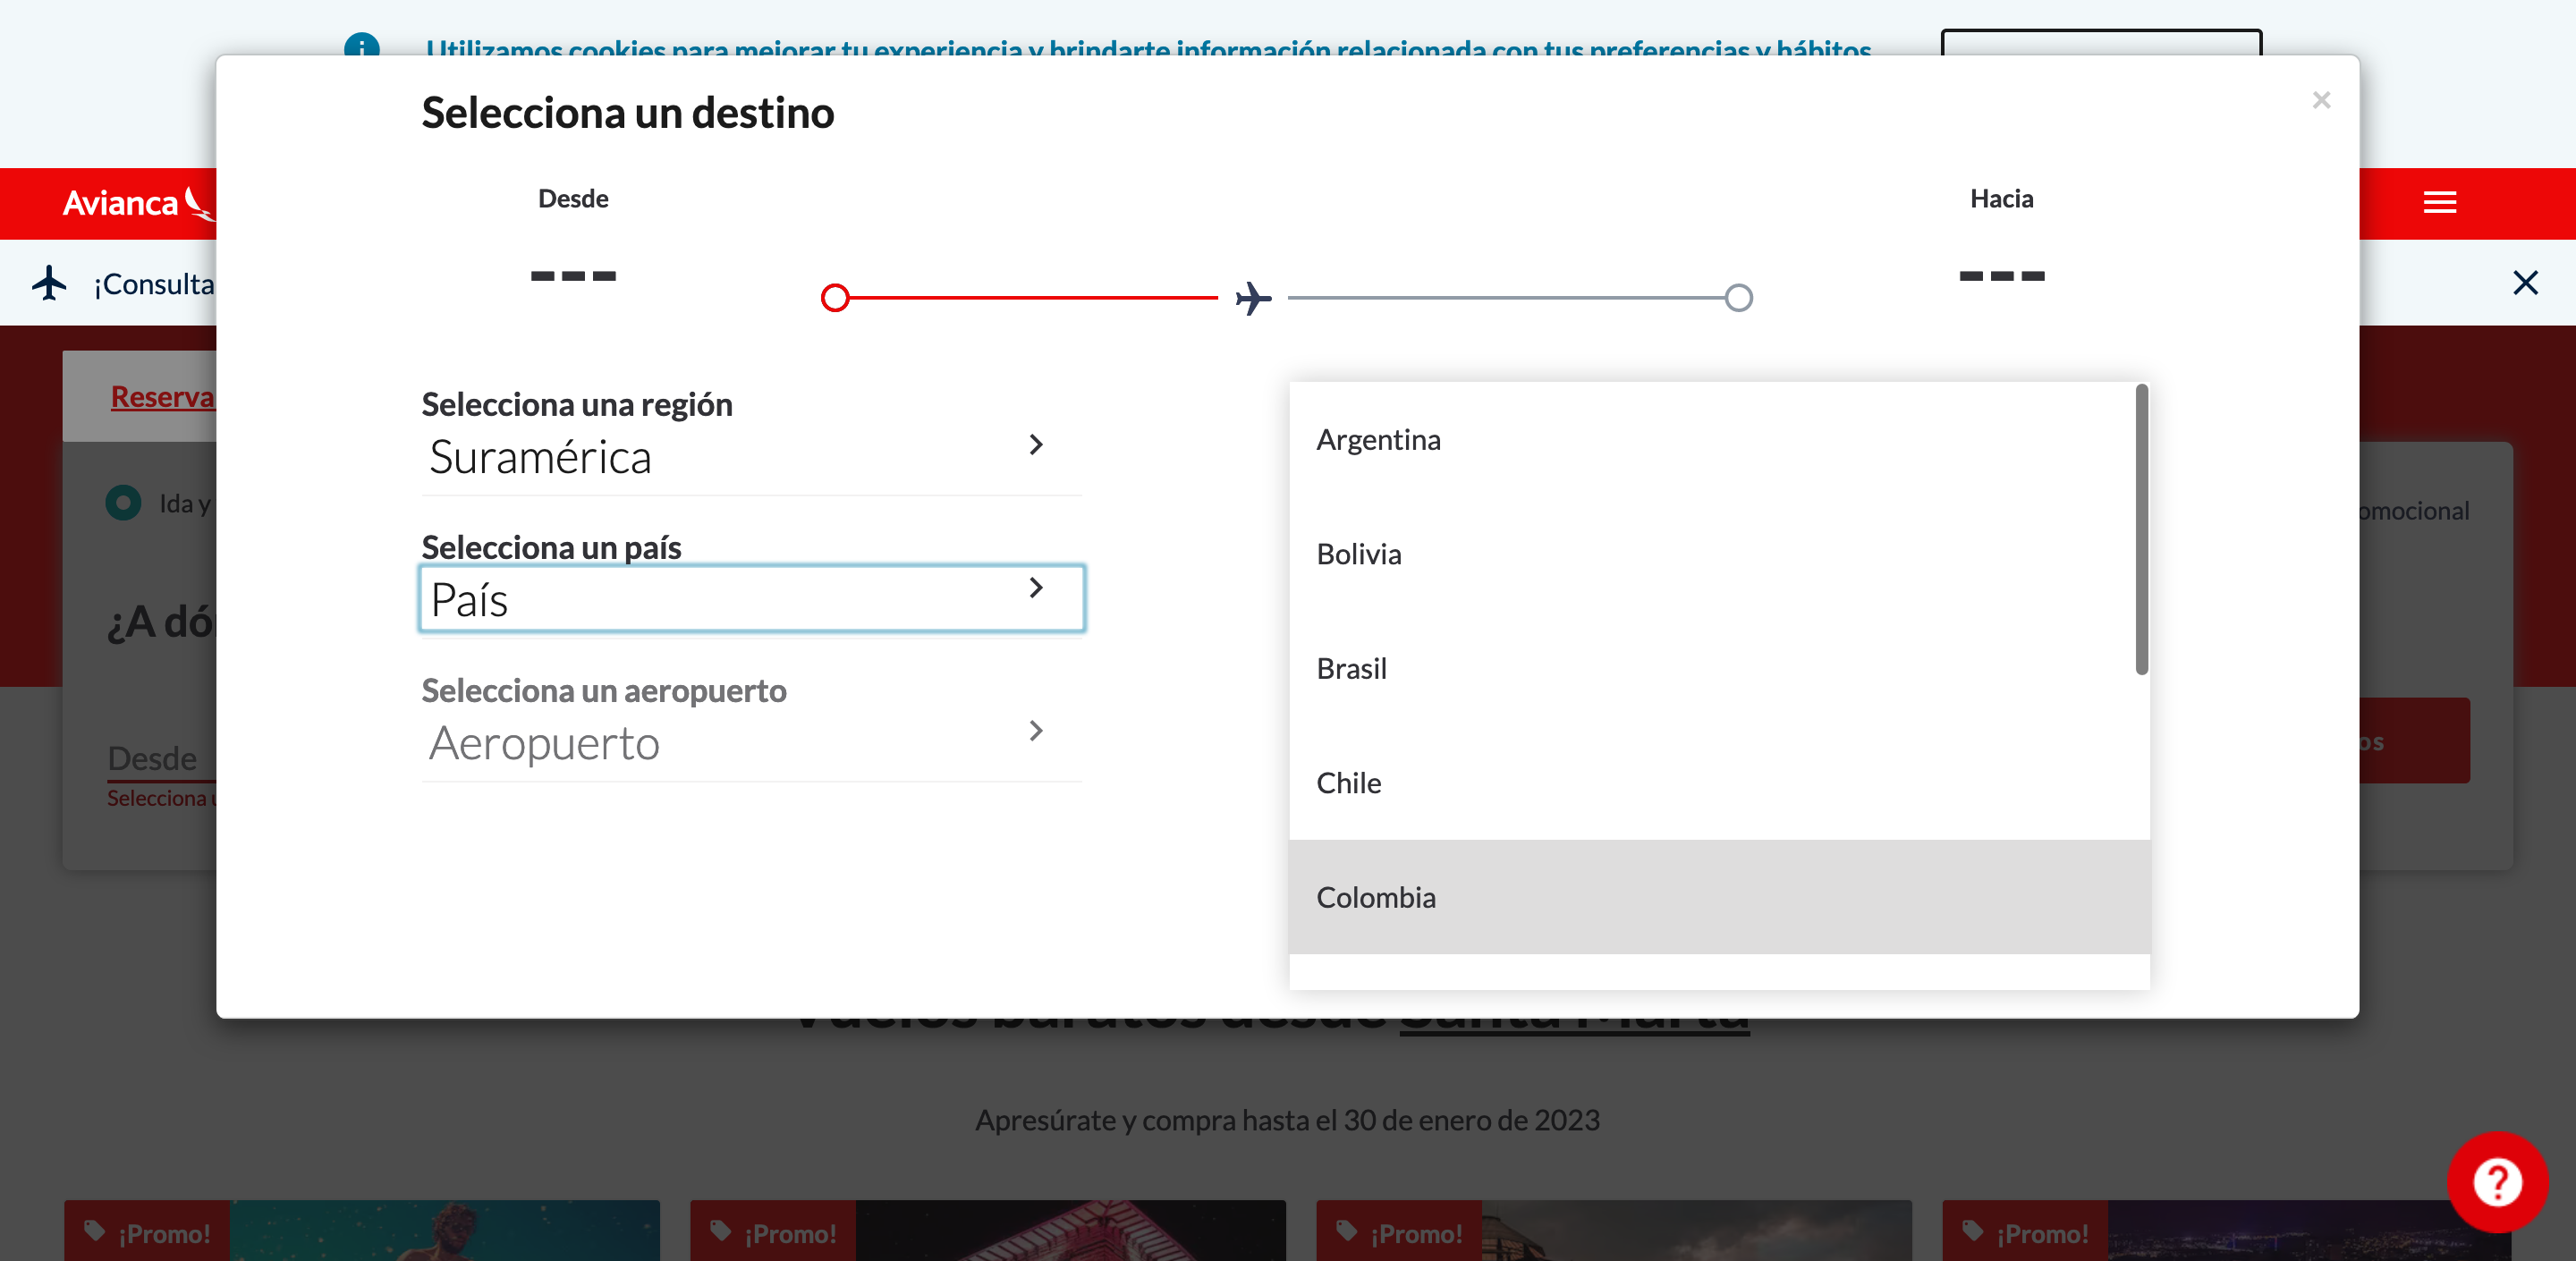 Utilizamos cookies para mejorar tu experiencia y brindarte información relacionada con tus preferencias y hábitos
Selecciona un destino
×
Desde
Hacia
Avianca
---
---
¡Consulta
Reserva
Selecciona una región
Suramérica
Argentina
Ida y
omocional
Selecciona un país
País
Bolivia
¿A dó
Brasil
Selecciona un aeropuerto
Aeropuerto
Desde
os
Chile
Selecciona
Colombia
Vuelos baratos desde Santa Marta
Apresúrate y compra hasta el 30 de enero de 2023
¡Promo!
¡Promo!
¡Promo!
¡Promo!